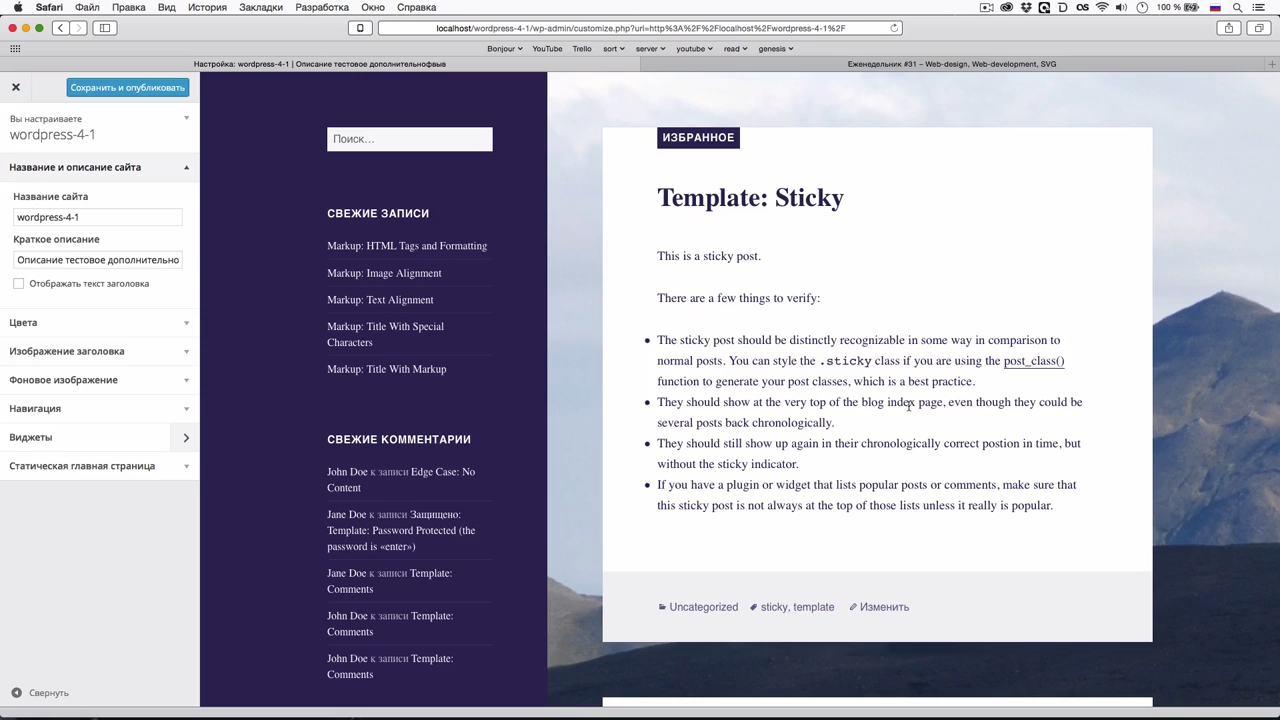 Safari Файл Правка Вид История Закладки Разработка Окно Справка 100 %
localhost/wordpress-4-1/wp-admin/customize.php?url=http%3A%2F%2Flocalhost%2Fwordpress-4-1%2F
Bonjour YouTube Trello sort server youtube read genesis
Настройка: wordpress-4-1 | Описание тестовое дополнительнофвыв
Еженедельник #31 – Web-design, Web-development, SVG
Сохранить и опубликовать
Вы настраиваете
wordpress-4-1
Название и описание сайта
Название сайта
wordpress-4-1
Краткое описание
Описание тестовое дополнительно
Отображать текст заголовка
Цвета
Изображение заголовка
Фоновое изображение
Навигация
Виджеты
Статическая главная страница
Свернуть
Поиск…
СВЕЖИЕ ЗАПИСИ
Markup: HTML Tags and Formatting
Markup: Image Alignment
Markup: Text Alignment
Markup: Title With Special
Characters
Markup: Title With Markup
СВЕЖИЕ КОММЕНТАРИИ
John Doe к записи Edge Case: No
Content
Jane Doe к записи Защищено:
Template: Password Protected (the
password is «enter»)
Jane Doe к записи Template:
Comments
John Doe к записи Template:
Comments
John Doe к записи Template:
Comments
ИЗБРАННОЕ
Template: Sticky
This is a sticky post.
There are a few things to verify:
The sticky post should be distinctly recognizable in some way in comparison to
normal posts. You can style the .sticky class if you are using the post_class()
function to generate your post classes, which is a best practice.
They should show at the very top of the blog index page, even though they could be
several posts back chronologically.
They should still show up again in their chronologically correct postion in time, but
without the sticky indicator.
If you have a plugin or widget that lists popular posts or comments, make sure that
this sticky post is not always at the top of those lists unless it really is popular.
Uncategorized sticky, template Изменить